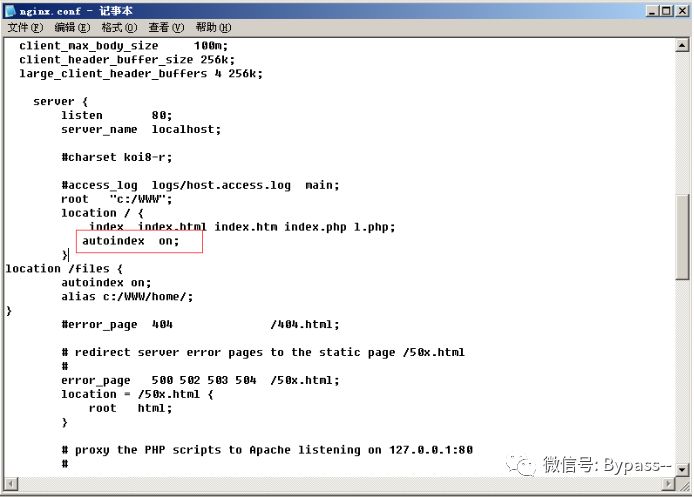 nginx.conf - 记事本
文件(F) 编辑(E) 格式(O) 查看(V) 帮助(H)
client_max_body_size 100m;
client_header_buffer_size 256k;
large_client_header_buffers 4 256k;
server {
listen 80;
server_name localhost;
#charset koi8-r;
#access_log logs/host.access.log main;
root "c:/WWW";
location / {
index index.html index.htm index.php l.php;
autoindex on;
}
location /files {
autoindex on;
alias c:/WWW/home/;
}
#error_page 404 /404.html;
# redirect server error pages to the static page /50x.html
#
error_page 500 502 503 504 /50x.html;
location = /50x.html {
root html;
}
# proxy the PHP scripts to Apache listening on 127.0.0.1:80
#
微信号: Bypass--